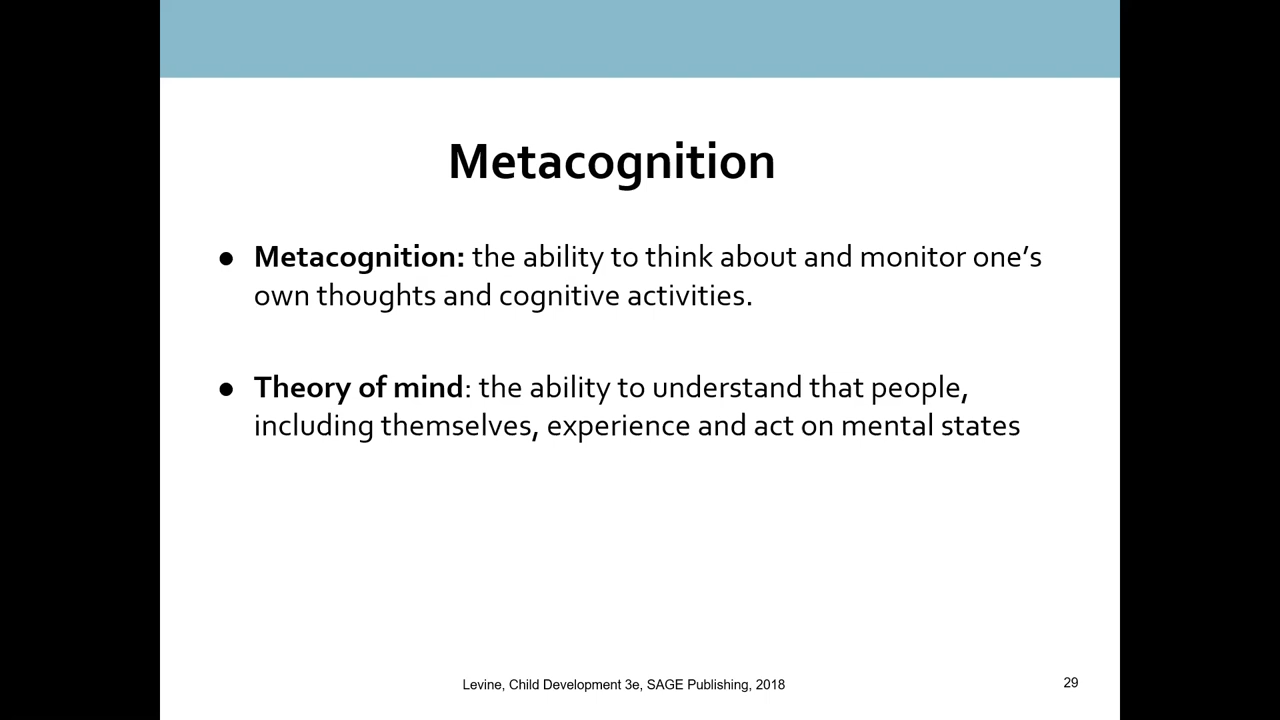 Metacognition
● Metacognition: the ability to think about and monitor one’s
own thoughts and cognitive activities.
● Theory of mind: the ability to understand that people,
including themselves, experience and act on mental states
Levine, Child Development 3e, SAGE Publishing, 2018
29